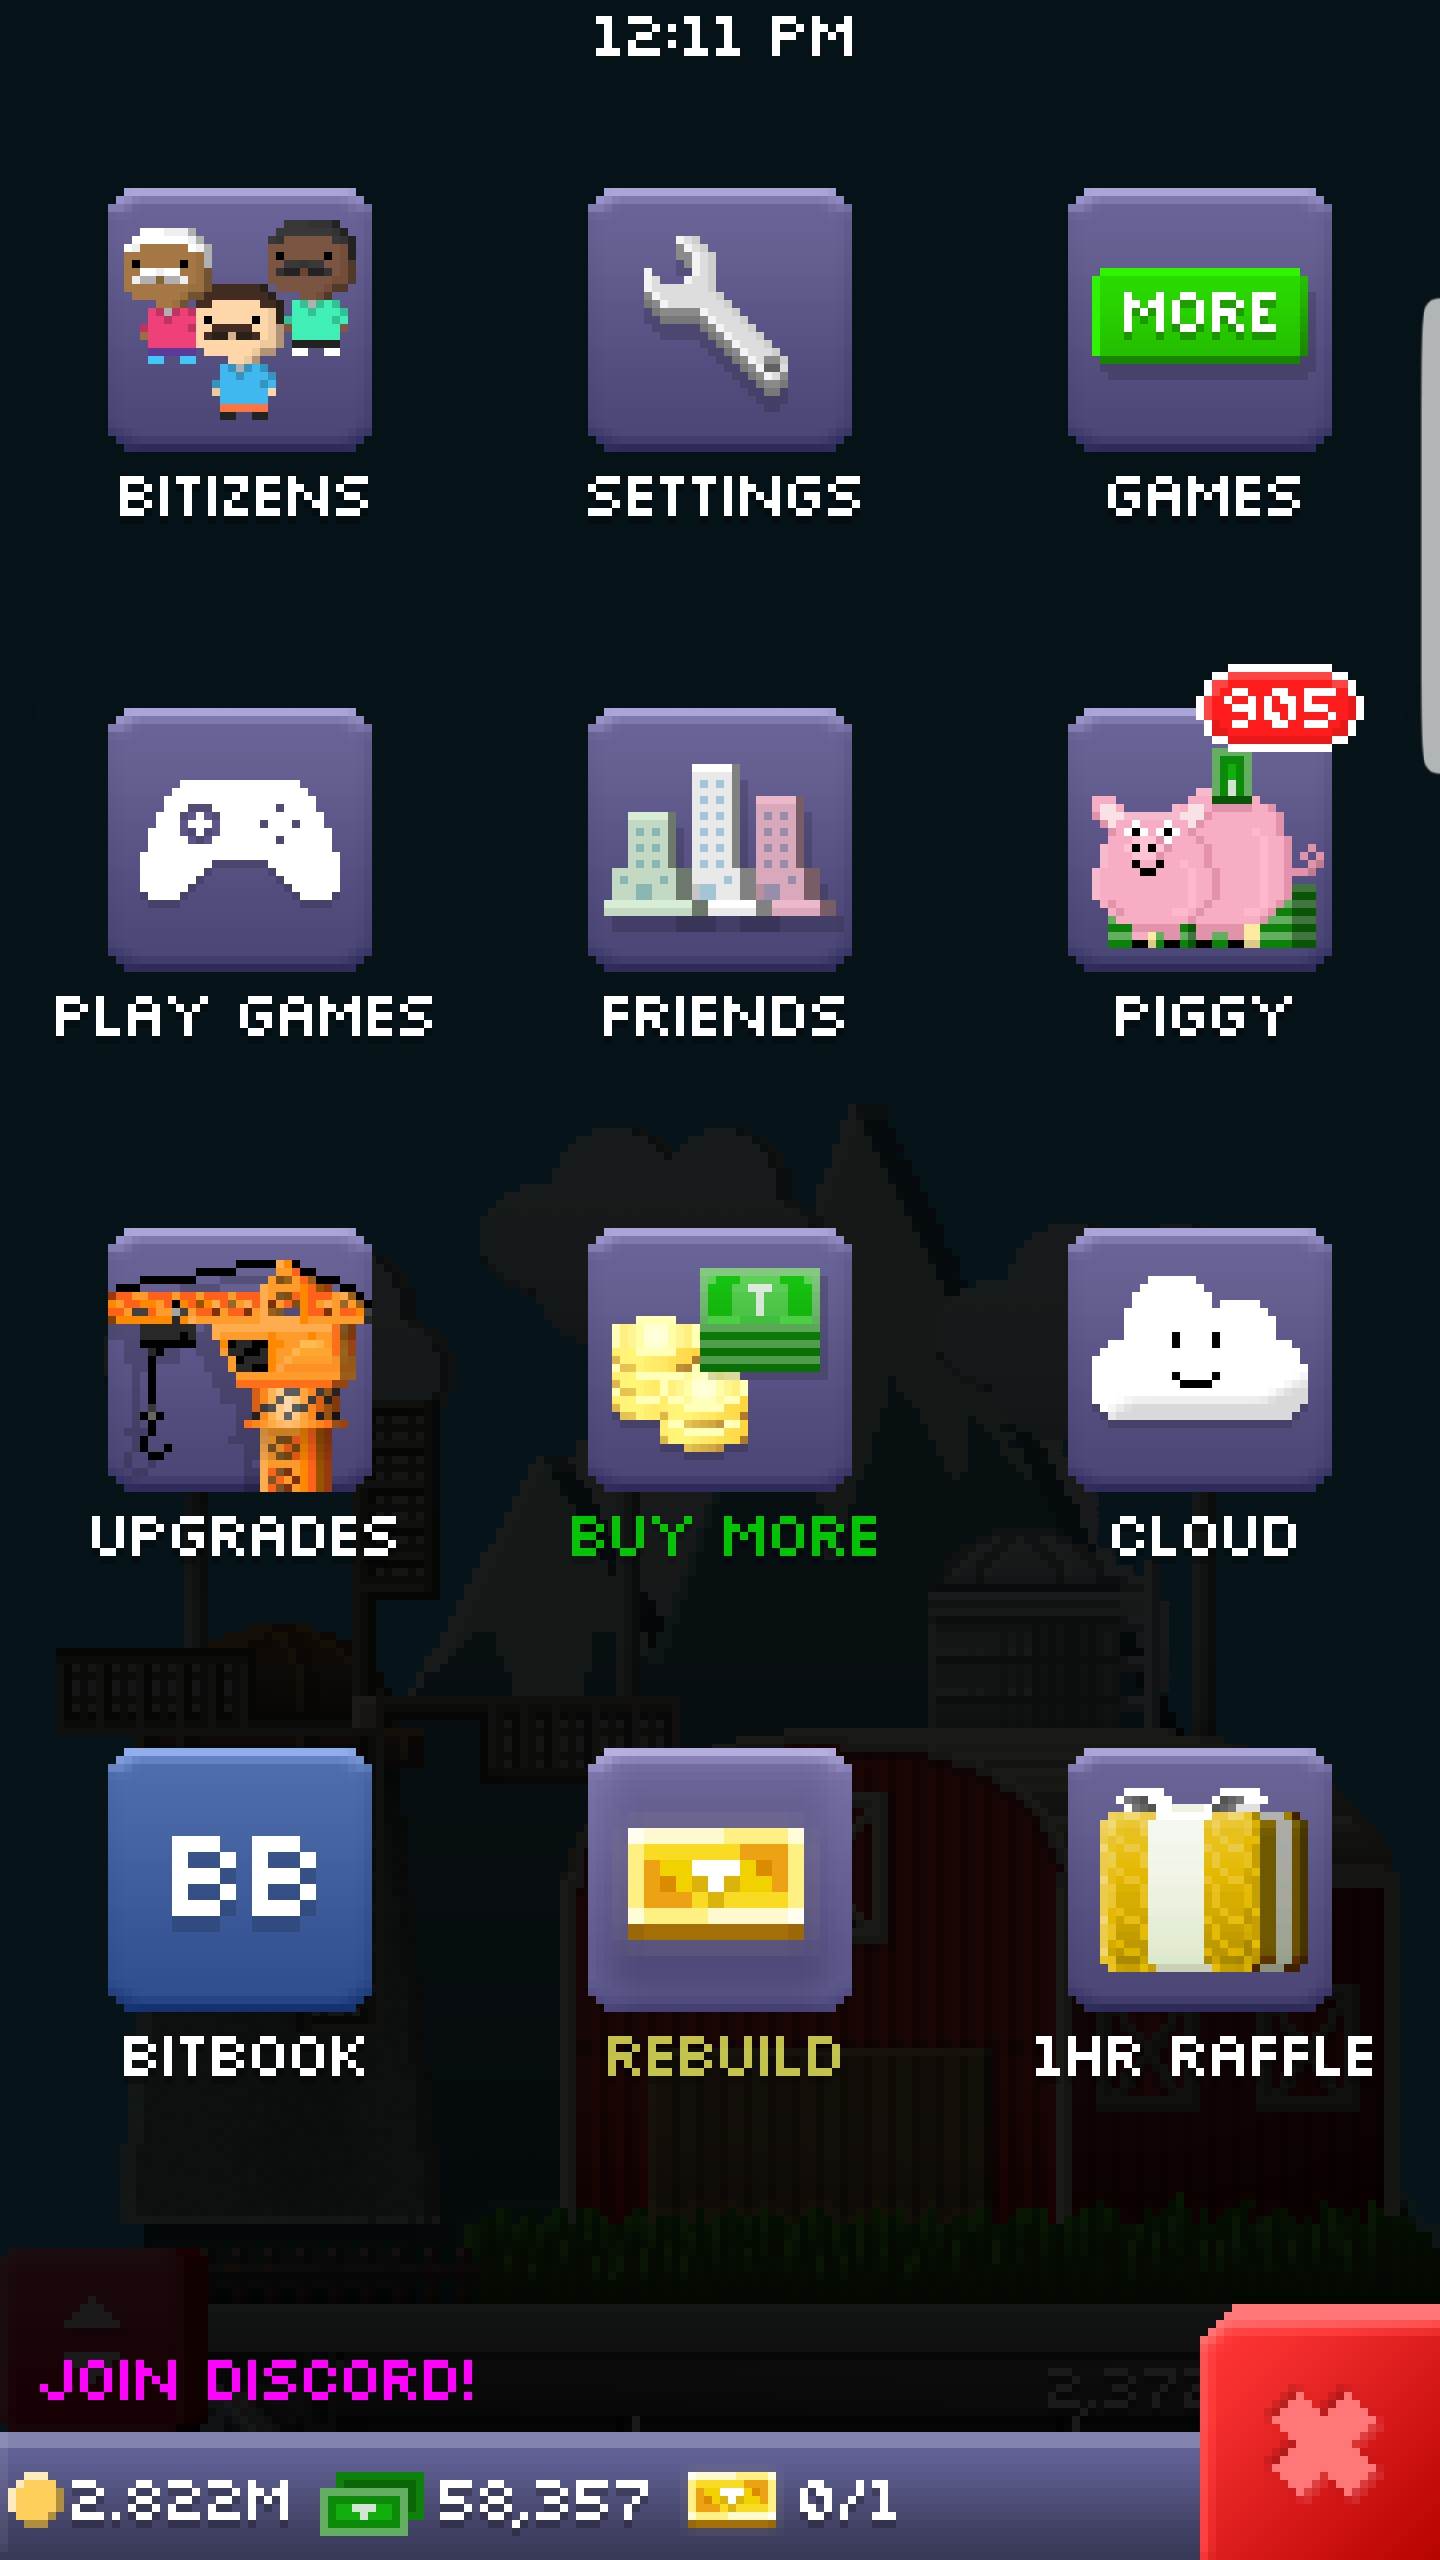 12:11 PM
MORE
BITIZENS SETTINGS GAMES
905
PLAY GAMES FRIENDS PIGGY
T
UPGRADES BUY MORE CLOUD
BB
REBUILD
BITBOOK 1HR RAFFLE
JOIN DISCORD!
2.822M 58,357 0/1